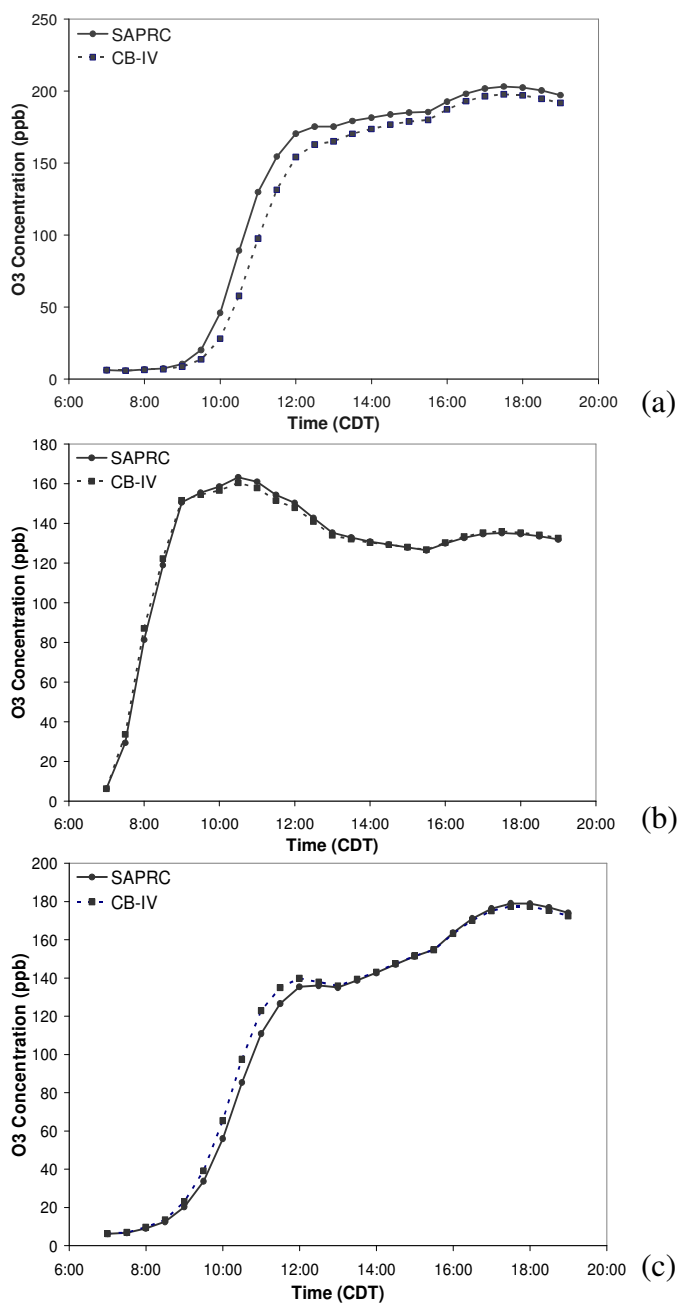 250
200
150
100
50
0
O3 Concentration (ppb)
SAPRC
CB-IV
6:00 8:00 10:00 12:00 14:00 16:00 18:00 20:00
Time (CDT)
(a)
180
160
140
120
100
80
60
40
20
0
O3 Concentration (ppb)
SAPRC
CB-IV
6:00 8:00 10:00 12:00 14:00 16:00 18:00 20:00
Time (CDT)
(b)
200
180
160
140
120
100
80
60
40
20
0
O3 Concentration (ppb)
SAPRC
CB-IV
6:00 8:00 10:00 12:00 14:00 16:00 18:00 20:00
Time (CDT)
(c)